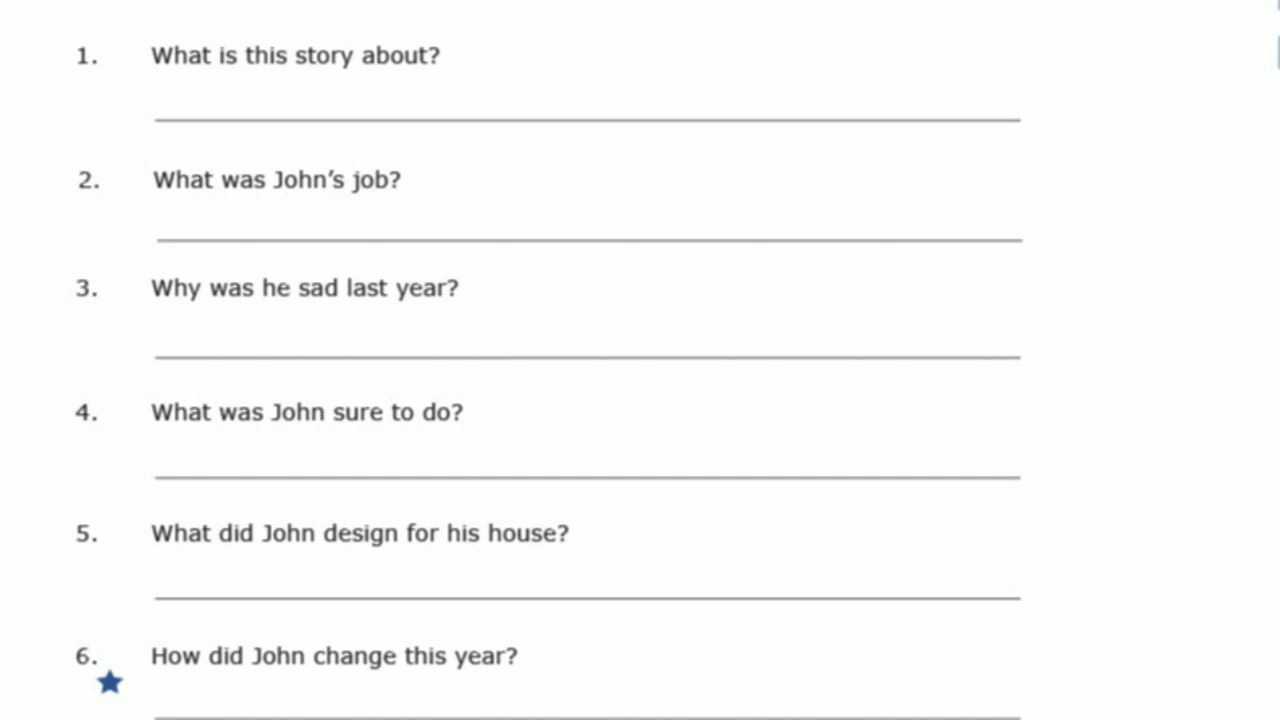 1. What is this story about?
2. What was John’s job?
3. Why was he sad last year?
4. What was John sure to do?
5. What did John design for his house?
6. How did John change this year?